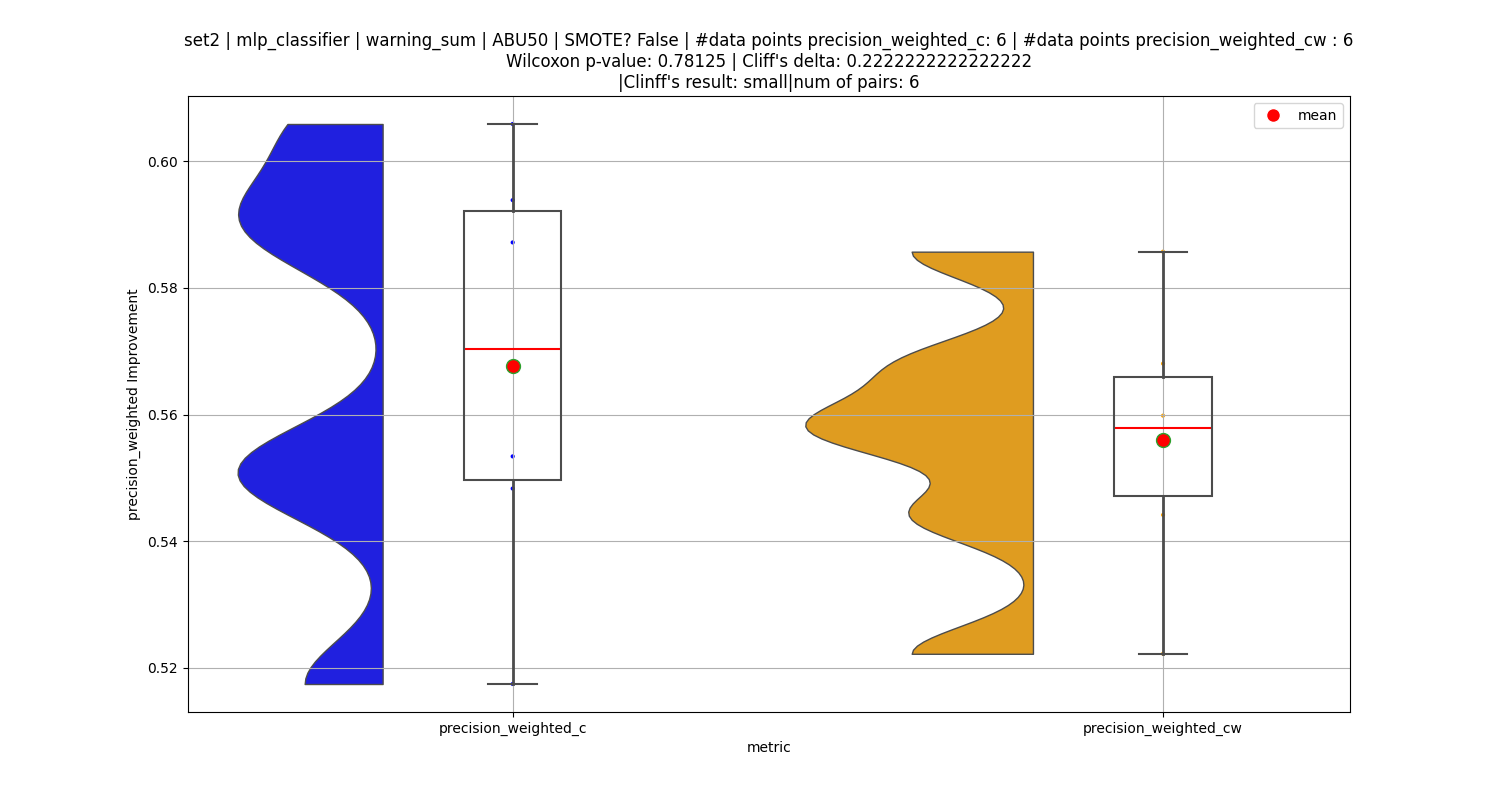 set2 | mlp_classifier | warning_sum | ABU50 | SMOTE? False | #data points precision_weighted_c: 6 | #data points precision_weighted_cw : 6
Wilcoxon p-value: 0.78125 | Cliff's delta: 0.2222222222222222
|Clinff's result: small|num of pairs: 6
mean
precision_weighted Improvement
0.60
0.58
0.56
0.54
0.52
precision_weighted_c
precision_weighted_cw
metric